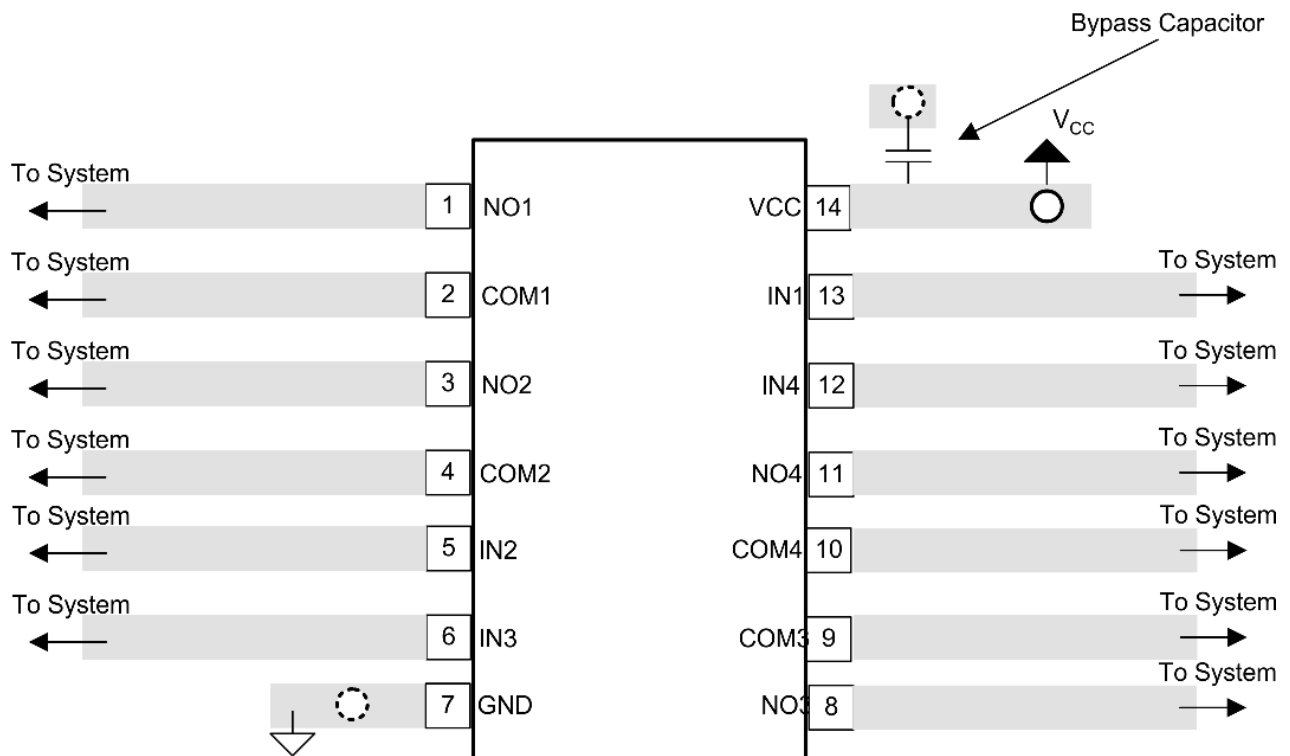 Bypass Capacitor
VCC
To System
1 NO1
VCC 14
To System
To System
2 COM1
IN1 13
To System
To System
3 NO2
IN4 12
To System
To System
4 COM2
NO4 11
To System
To System
5 IN2
COM4 10
To System
To System
6 IN3
COM3 9
To System
7 GND
NO3 8